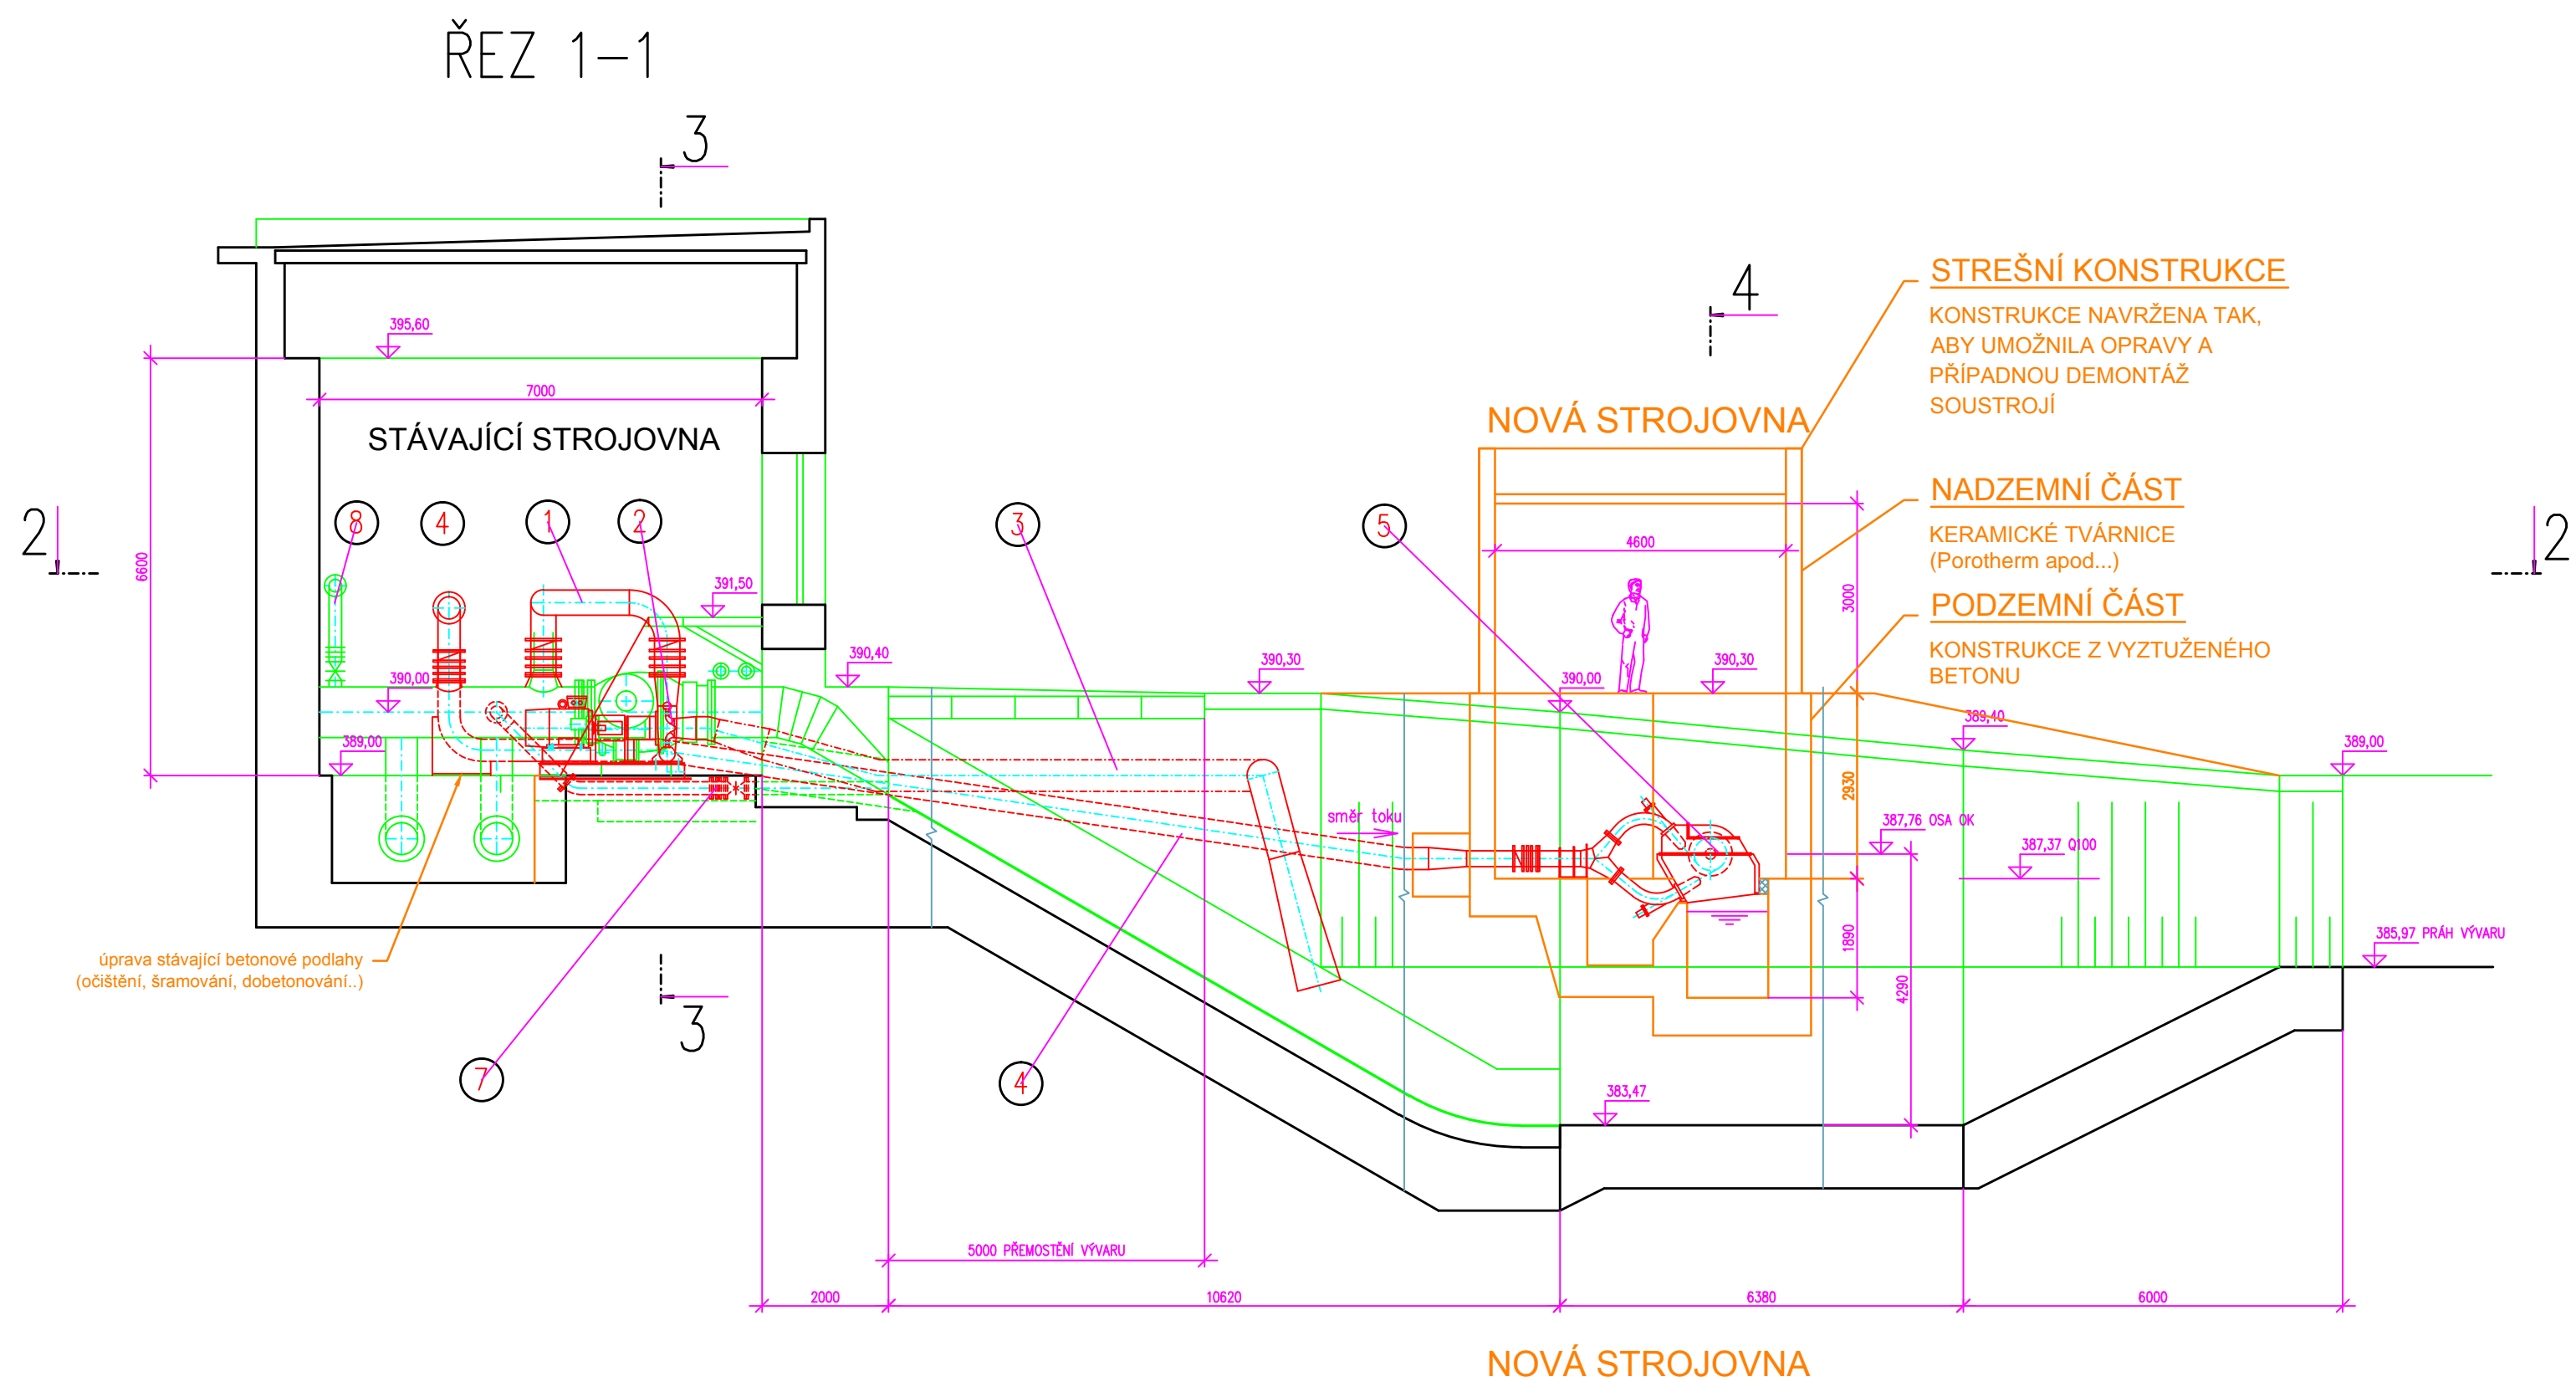 ŘEZ 1-1
3
4
STREŠNÍ KONSTRUKCE
KONSTRUKCE NAVRŽENA TAK,
ABY UMOŽNILA OPRAVY A
PŘÍPADNOU DEMONTÁŽ
SOUSTROJÍ
395,60
7000
STÁVAJÍCÍ STROJOVNA
NOVÁ STROJOVNA
NADZEMNÍ ČÁST
KERAMICKÉ TVÁRNICE
(Porotherm apod...)
2
8
4
1
2
3
5
2
4600
6600
391,50
3000
PODZEMNÍ ČÁST
KONSTRUKCE Z VYZTUŽENÉHO
BETONU
390,00
390,40
390,30
390,00
390,30
389,00
389,40
389,00
2930
směr toku
387,76 OSA OK
387,37 Q100
1890
4290
385,97 PRÁH VÝVARU
úprava stávající betonové podlahy
(očištění, šramování, dobetonování..)
3
7
4
383,47
5000 PŘEMOSTĚNÍ VÝVARU
2000
10620
6380
6000
NOVÁ STROJOVNA